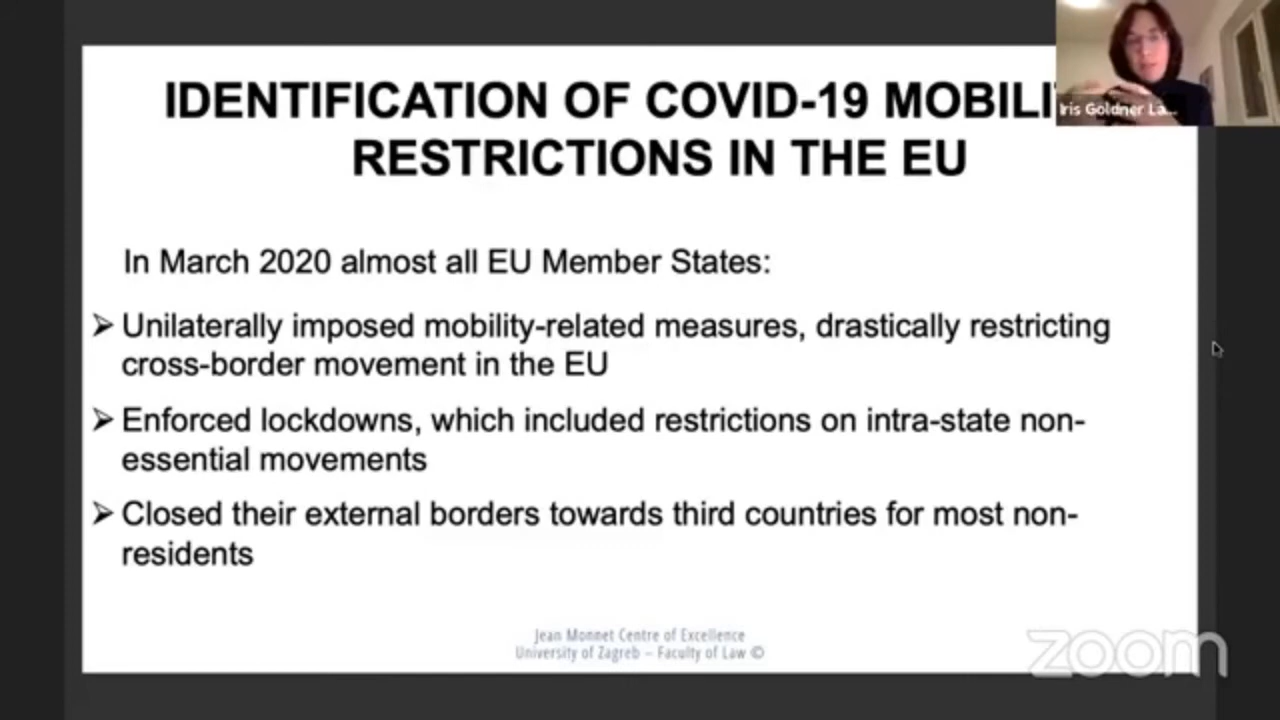 IDENTIFICATION OF COVID-19 MOBILI
RESTRICTIONS IN THE EU
Iris Goldner La...
In March 2020 almost all EU Member States:
➢ Unilaterally imposed mobility-related measures, drastically restricting
cross-border movement in the EU
➢ Enforced lockdowns, which included restrictions on intra-state non-
essential movements
➢ Closed their external borders towards third countries for most non-
residents
Jean Monnet Centre of Excellence
University of Zagreb – Faculty of Law ©
zoom